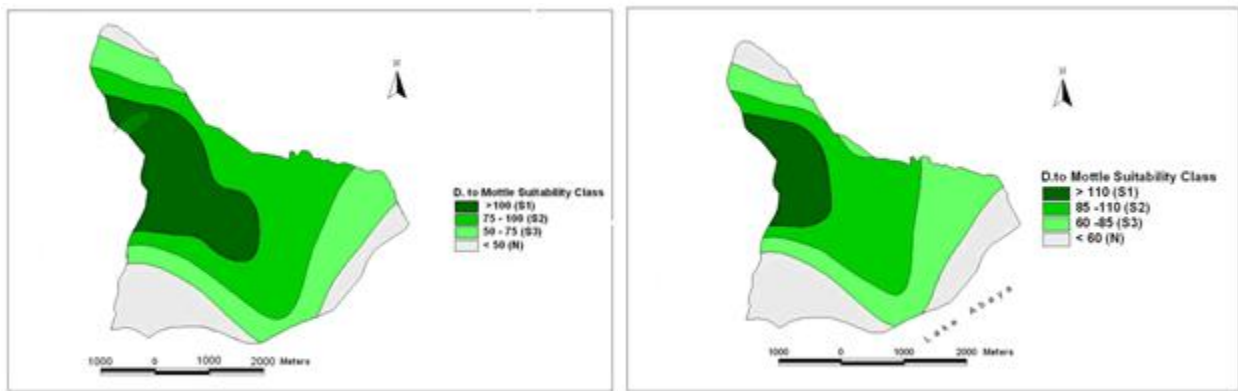 N
D. to Mottle Suitability Class
>100 (S1)
75 - 100 (S2)
50 - 75 (S3)
< 50 (N)
1000 0 1000 2000 Meters
N
D.to Mottle Suitability Class
> 110 (S1)
85 -110 (S2)
60 -85 (S3)
< 60 (N)
Lake Abaya
1000 0 1000 2000 Meters